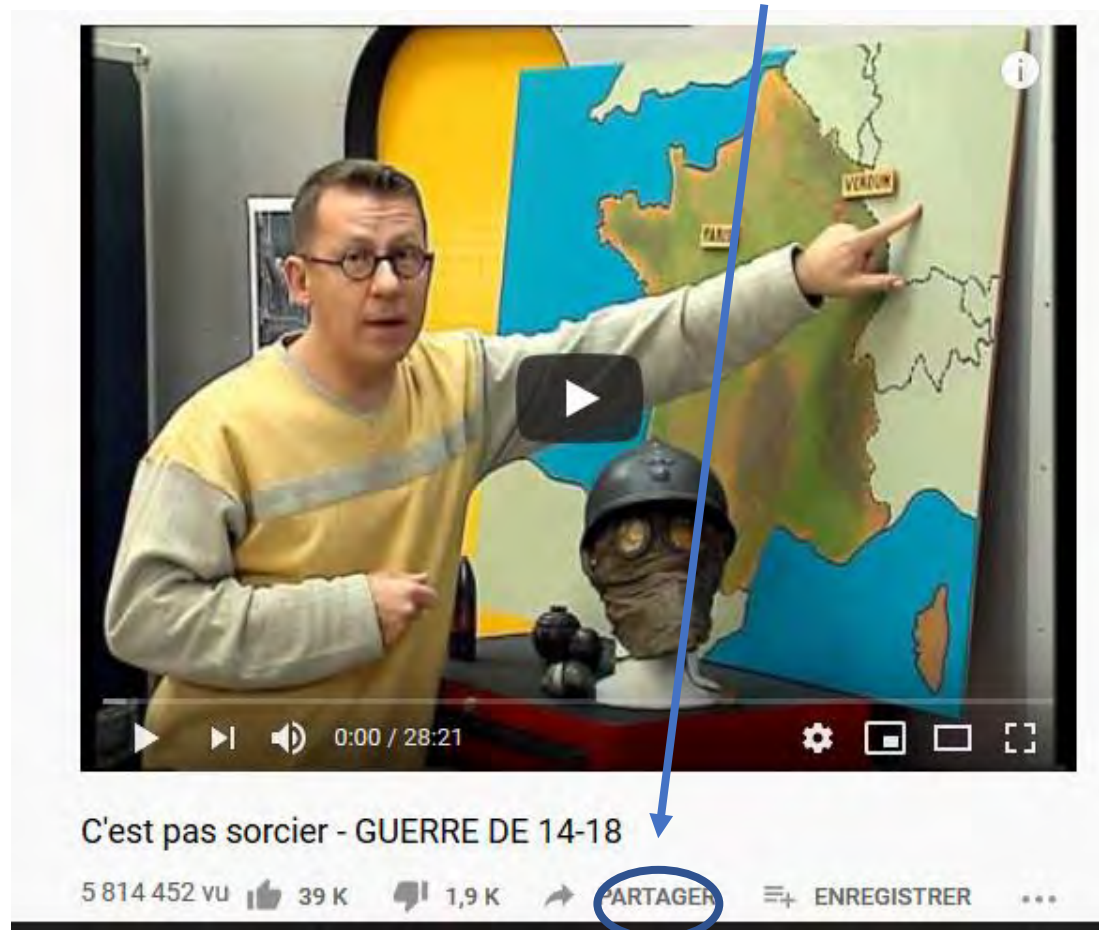 VERDUN
PARIS
0:00 / 28:21
C'est pas sorcier - GUERRE DE 14-18
5 814 452 vu 39 K 1,9 K PARTAGER ENREGISTRER ...